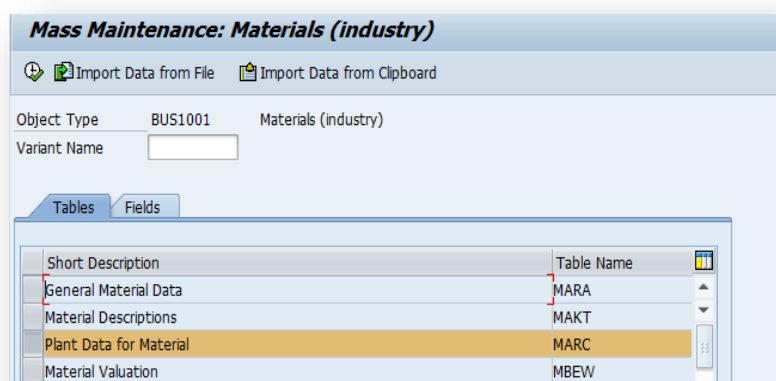 Mass Maintenance: Materials (industry)
Import Data from File Import Data from Clipboard
Object Type BUS1001 Materials (industry)
Variant Name
Tables Fields
Short Description Table Name
General Material Data MARA
Material Descriptions MAKT
Plant Data for Material MARC
Material Valuation MBEW